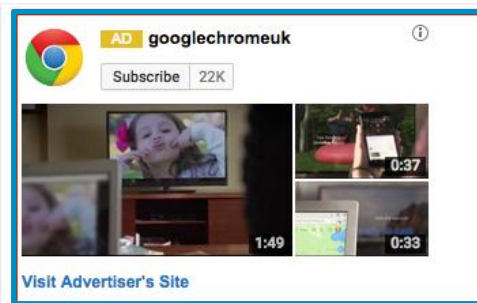 AD googlechromeuk
Subscribe 22K
1:49
0:37
0:33
Visit Advertiser's Site